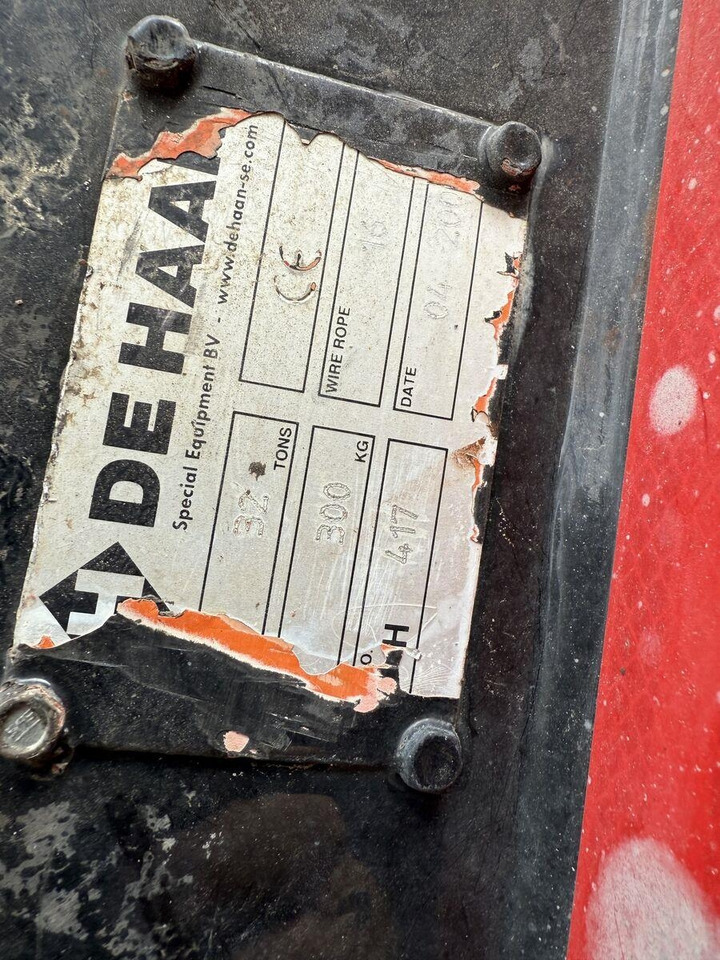 DE HAA
Special Equipment BV - www.dehaan-se.com
32 TONS
CE
300 KG
WIRE ROPE 16
H 417
DATE 04 200